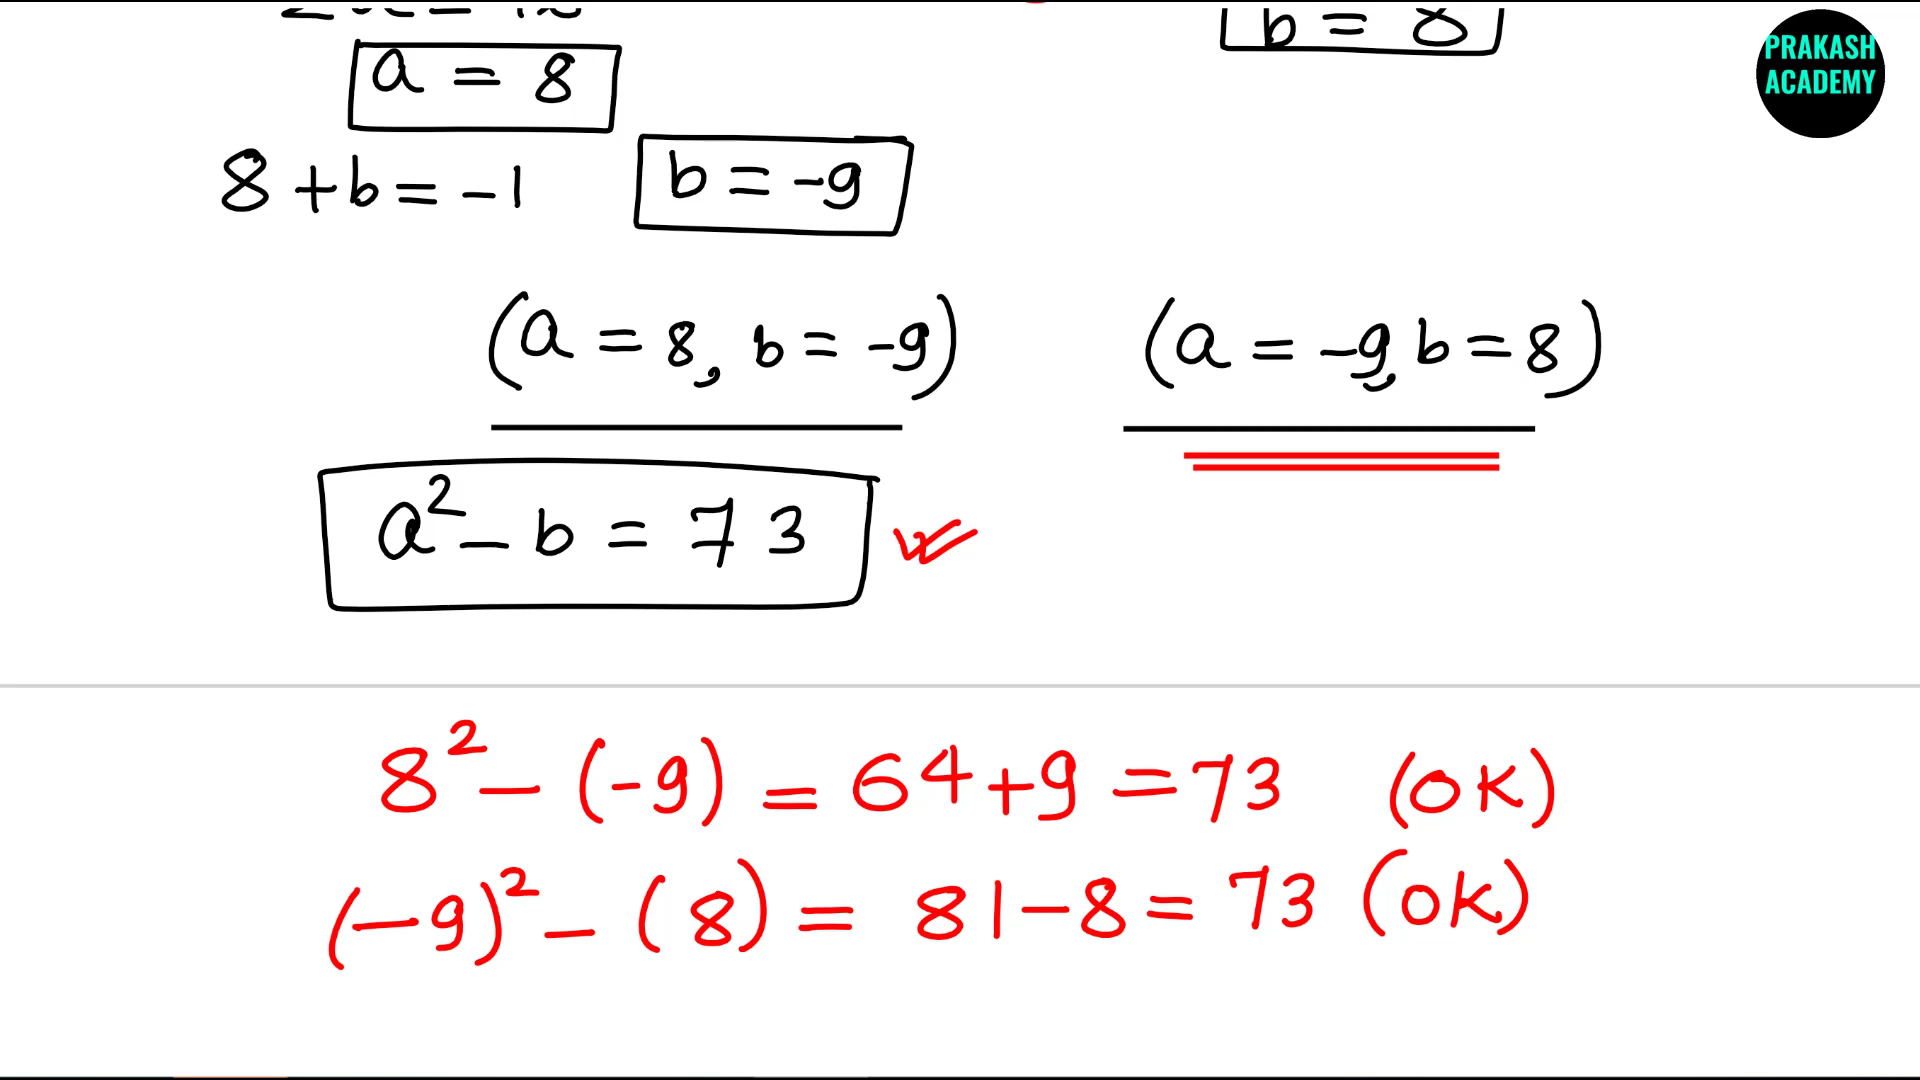 b = 8
PRAKASH
ACADEMY
a = 8
8 + b = -1
b = -9
(a = 8, b = -9)
(a = -9, b = 8)
a² - b = 73
8² - (-9) = 64 + 9 = 73 (OK)
(-9)² - (8) = 81 - 8 = 73 (OK)